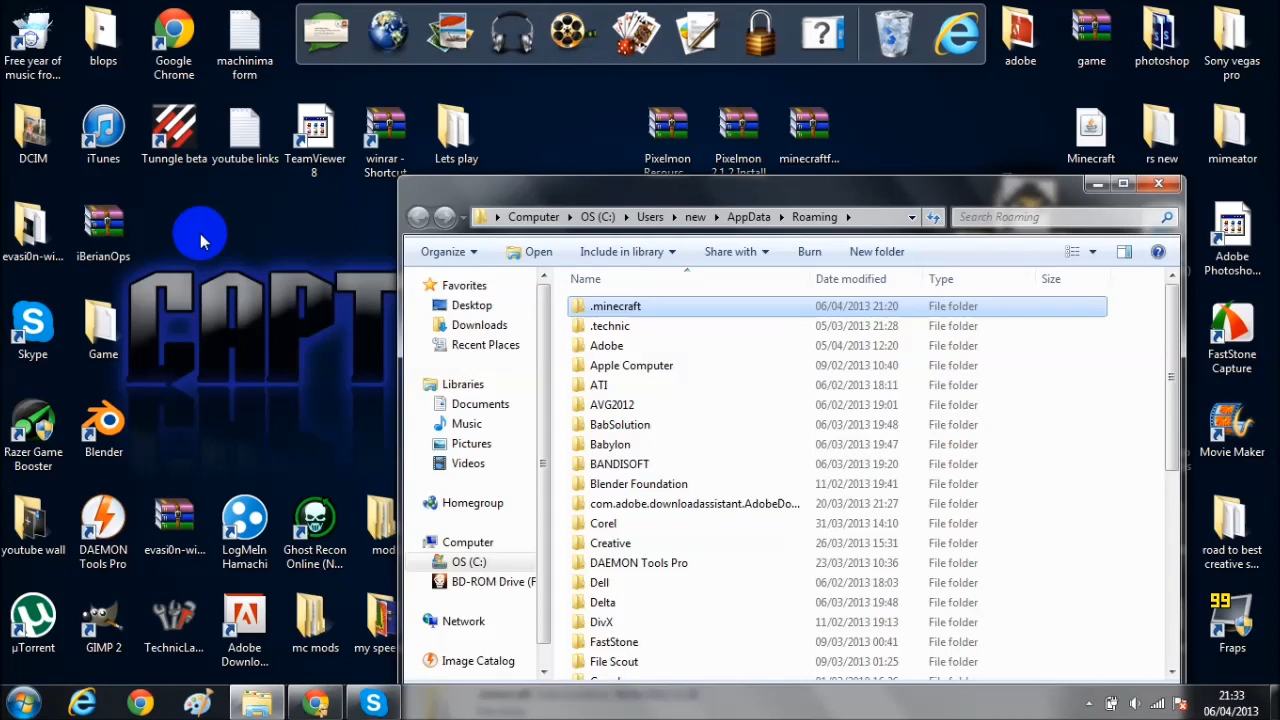 Free year of
music fro...
blops
Google
Chrome
machinima
form
?
adobe
game
photoshop
Sony vegas
pro
DCIM
iTunes
Tunngle beta
youtube links
TeamViewer
8
winrar -
Shortcut
Lets play
Pixelmon
Resourc...
Pixelmon
2.1.2 Install...
minecraftf...
Minecraft
rs new
mimeator
evasi0n-wi...
iBerianOps
Adobe
Photosho...
Skype
Game
CAPT
FastStone
Capture
Razer Game
Booster
Blender
Movie Maker
youtube wall
DAEMON
Tools Pro
evasi0n-wi...
LogMeIn
Hamachi
Ghost Recon
Online (N...
mod
road to best
creative s...
µTorrent
GIMP 2
TechnicLa...
Adobe
Downlo...
mc mods
my spee
99
Fraps
Computer
OS (C:)
Users
new
AppData
Roaming
Search Roaming
Organize
Open
Include in library
Share with
Burn
New folder
Favorites
Desktop
Downloads
Recent Places
Libraries
Documents
Music
Pictures
Videos
Homegroup
Computer
OS (C:)
BD-ROM Drive (F
Network
Image Catalog
Name Date modified Type Size
.minecraft 06/04/2013 21:20 File folder
.technic 05/03/2013 21:28 File folder
Adobe 05/04/2013 12:20 File folder
Apple Computer 09/02/2013 10:40 File folder
ATI 06/02/2013 18:11 File folder
AVG2012 06/02/2013 19:01 File folder
BabSolution 06/03/2013 19:48 File folder
Babylon 06/03/2013 19:47 File folder
BANDISOFT 06/03/2013 19:20 File folder
Blender Foundation 11/02/2013 19:41 File folder
com.adobe.downloadassistant.AdobeDo... 20/03/2013 21:27 File folder
Corel 31/03/2013 14:10 File folder
Creative 26/03/2013 15:31 File folder
DAEMON Tools Pro 23/03/2013 10:36 File folder
Dell 06/02/2013 18:03 File folder
Delta 06/03/2013 19:48 File folder
DivX 11/02/2013 19:13 File folder
FastStone 09/03/2013 00:41 File folder
File Scout 09/03/2013 01:25 File folder
21:33
06/04/2013